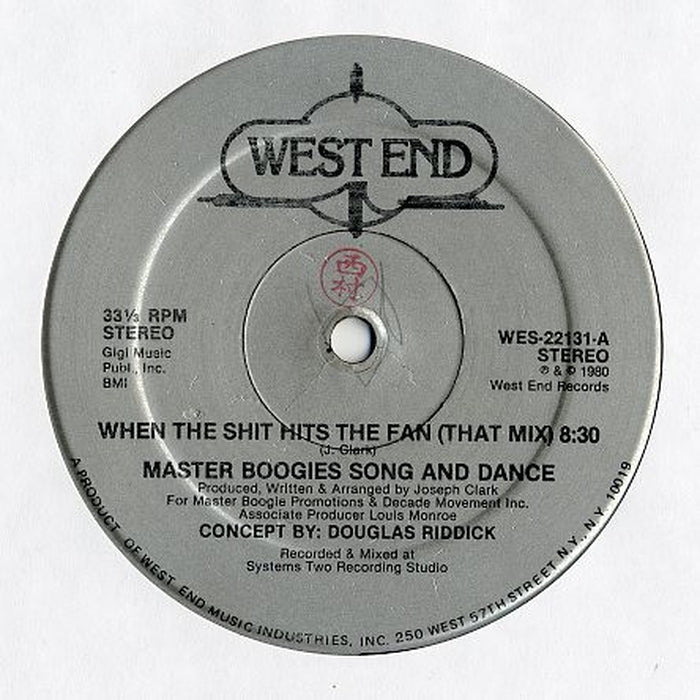 WEST END
西村
33⅓ RPM
STEREO
Gigi Music
Publ., Inc.
BMI
WES-22131-A
STEREO
℗ & © 1980
West End Records
WHEN THE SHIT HITS THE FAN (THAT MIX) 8:30
(J. Clark)
MASTER BOOGIES SONG AND DANCE
Produced, Written & Arranged by Joseph Clark
For Master Boogie Promotions & Decade Movement Inc.
Associate Producer Louis Monroe
CONCEPT BY: DOUGLAS RIDDICK
Recorded & Mixed at
Systems Two Recording Studio
A PRODUCT OF WEST END MUSIC INDUSTRIES, INC. 250 WEST 57TH STREET N.Y., N.Y. 10019